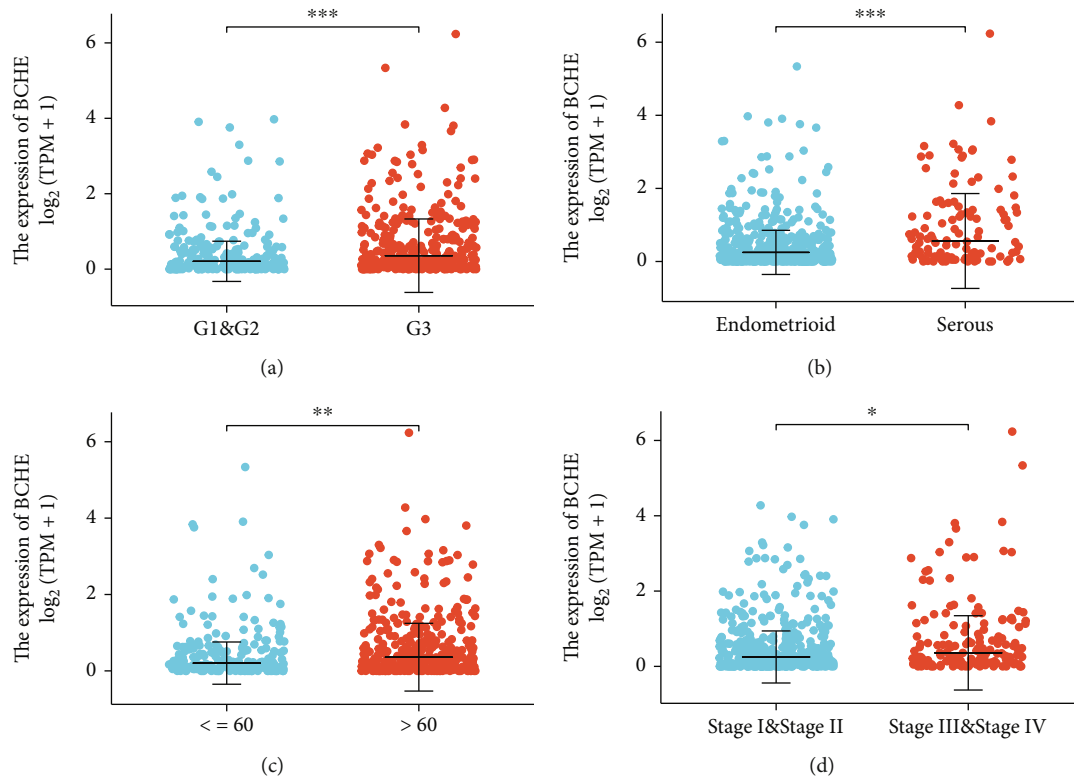 ***
The expression of BCHE
log₂ (TPM + 1)
6
4
2
0
G1&G2
G3
(a)
***
The expression of BCHE
log₂ (TPM + 1)
6
4
2
0
Endometrioid
Serous
(b)
**
The expression of BCHE
log₂ (TPM + 1)
6
4
2
0
< = 60
> 60
(c)
*
The expression of BCHE
log₂ (TPM + 1)
6
4
2
0
Stage I&Stage II
Stage III&Stage IV
(d)